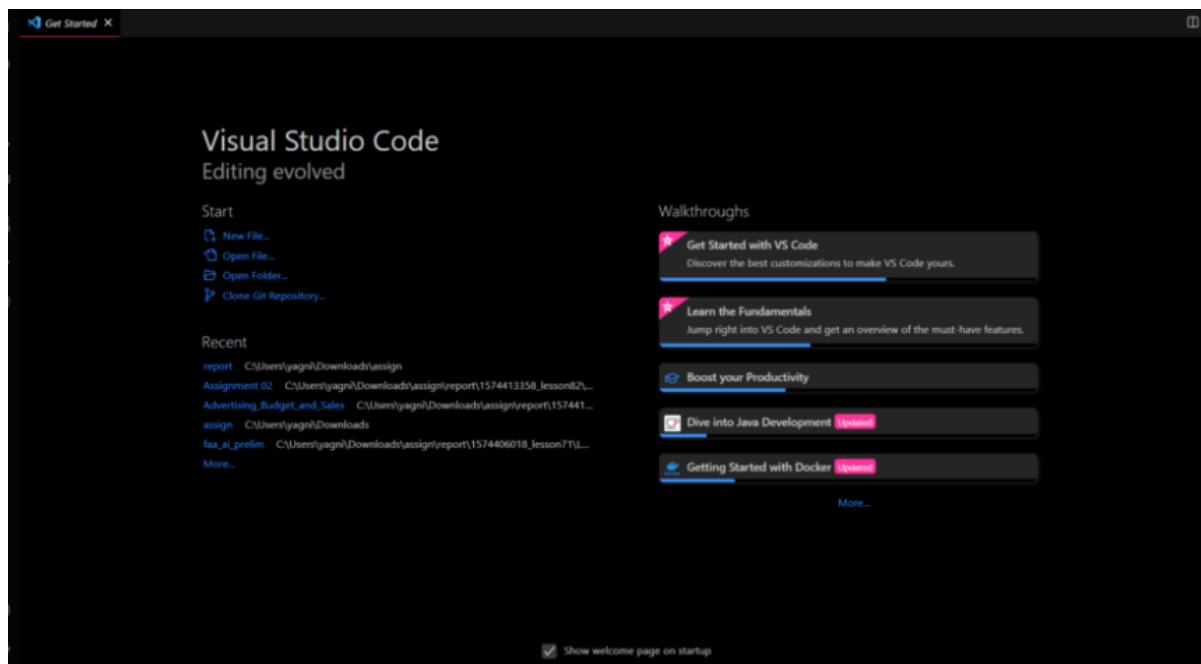 Get Started
Visual Studio Code
Editing evolved
Start
New File...
Open File...
Open Folder...
Clone Git Repository...
Recent
report C:\Users\yagni\Downloads\assign
Assignment 02 C:\Users\yagni\Downloads\assign\report\1574413358_lesson82\...
Advertising_Budget_and_Sales C:\Users\yagni\Downloads\assign\report\157441...
assign C:\Users\yagni\Downloads
faa_ai_prelim C:\Users\yagni\Downloads\assign\report\1574406018_lesson71\L...
More...
Walkthroughs
Get Started with VS Code
Discover the best customizations to make VS Code yours.
Learn the Fundamentals
Jump right into VS Code and get an overview of the must-have features.
Boost your Productivity
Dive into Java Development Updated
Getting Started with Docker Updated
More...
Show welcome page on startup